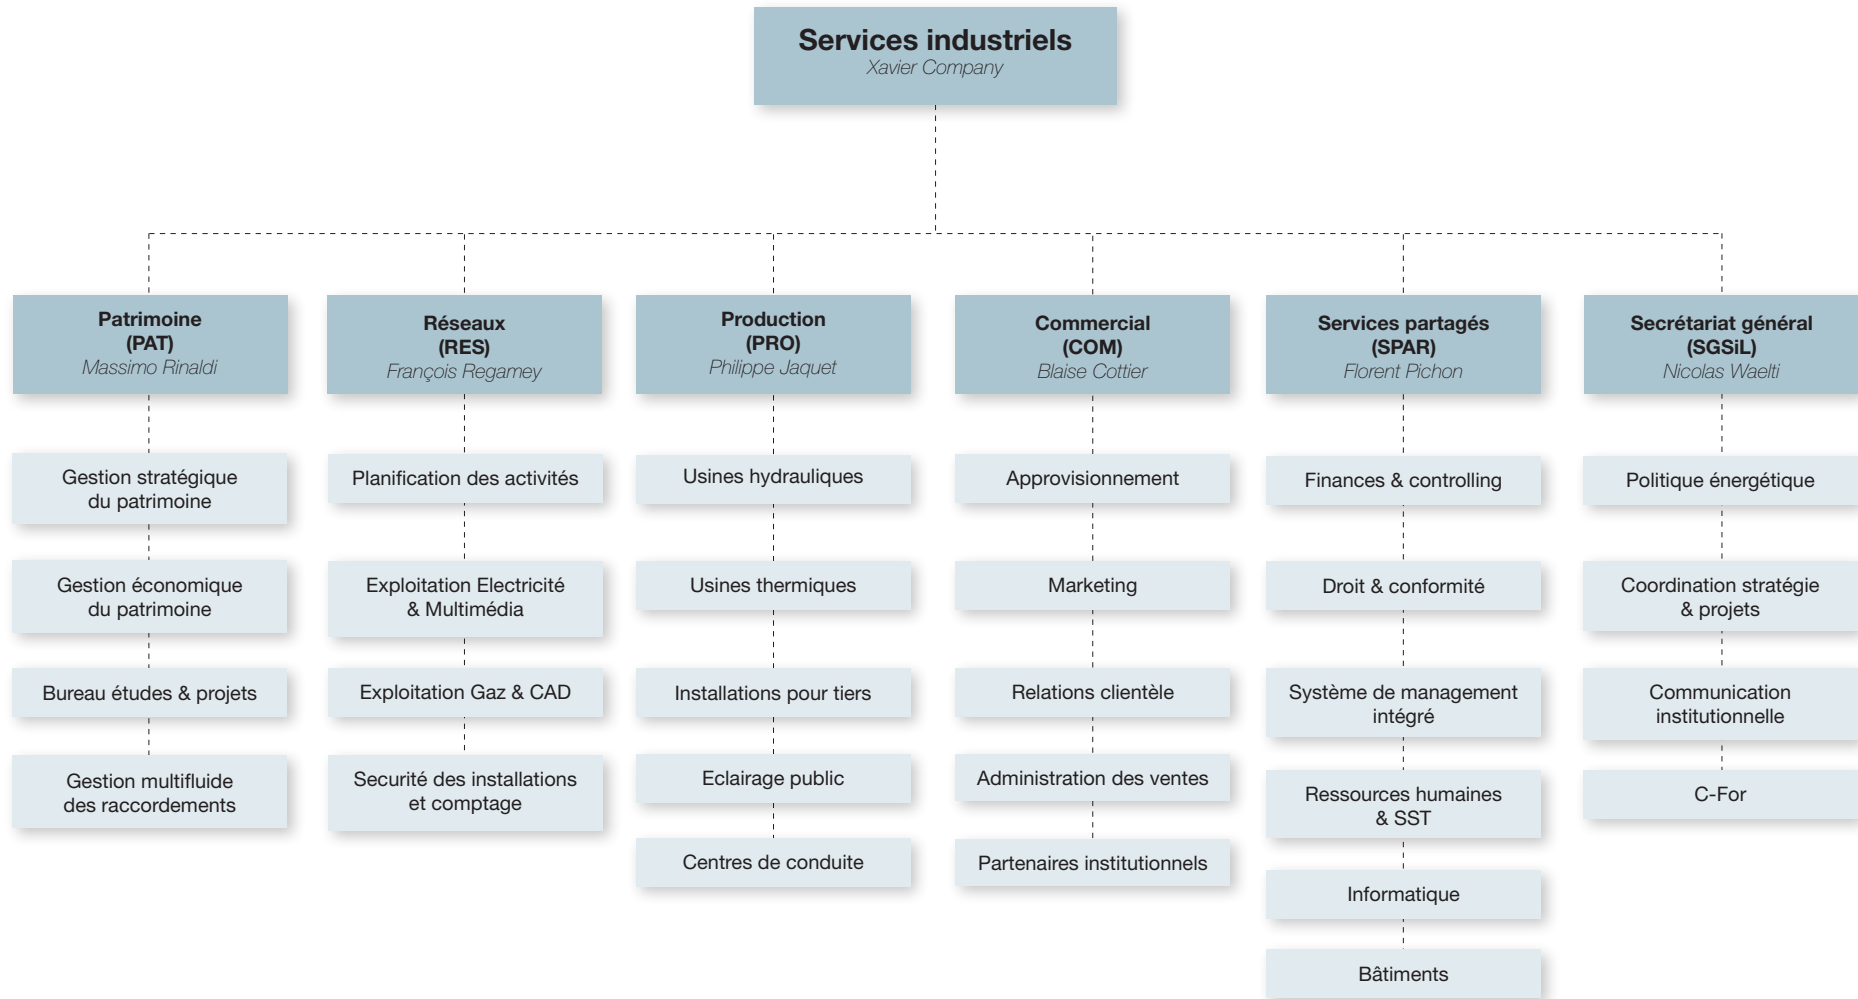 Services industriels
Xavier Company
Patrimoine
(PAT)
Massimo Rinaldi
Gestion stratégique
du patrimoine
Gestion économique
du patrimoine
Bureau études & projets
Gestion multifluide
des raccordements
Réseaux
(RES)
François Regamey
Planification des activités
Exploitation Electricité
& Multimédia
Exploitation Gaz & CAD
Securité des installations
et comptage
Production
(PRO)
Philippe Jaquet
Usines hydrauliques
Usines thermiques
Installations pour tiers
Eclairage public
Centres de conduite
Commercial
(COM)
Blaise Cottier
Approvisionnement
Marketing
Relations clientèle
Administration des ventes
Partenaires institutionnels
Services partagés
(SPAR)
Florent Pichon
Finances & controlling
Droit & conformité
Système de management
intégré
Ressources humaines
& SST
Informatique
Bâtiments
Secrétariat général
(SGSiL)
Nicolas Waelti
Politique énergétique
Coordination stratégie
& projets
Communication
institutionnelle
C-For